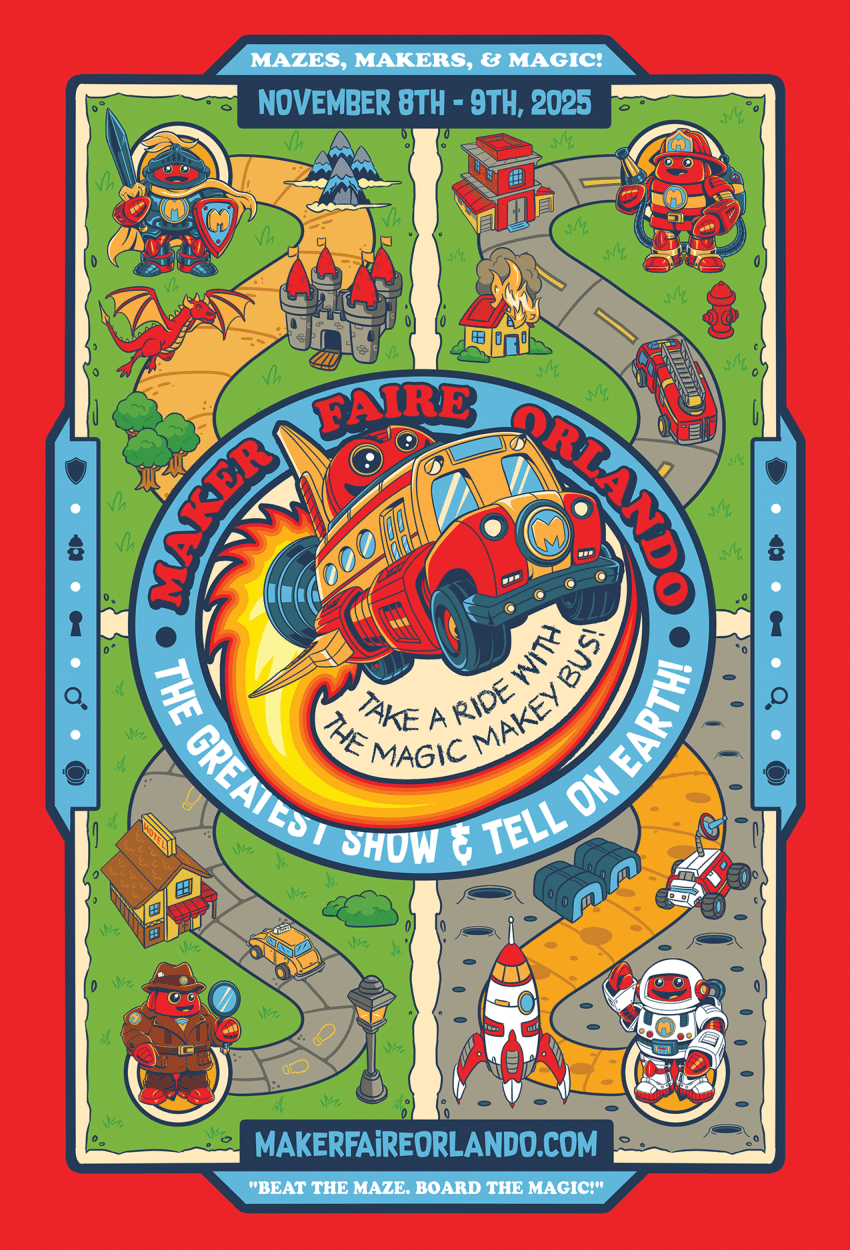 MAZES, MAKERS, & MAGIC!
NOVEMBER 8TH - 9TH, 2025
M
M
MAKER FAIRE ORLANDO
M
TAKE A RIDE WITH
THE MAGIC MAKEY BUS!
THE GREATEST SHOW & TELL ON EARTH!
HOTEL
M
MAKERFAIREORLANDO.COM
"BEAT THE MAZE. BOARD THE MAGIC!"